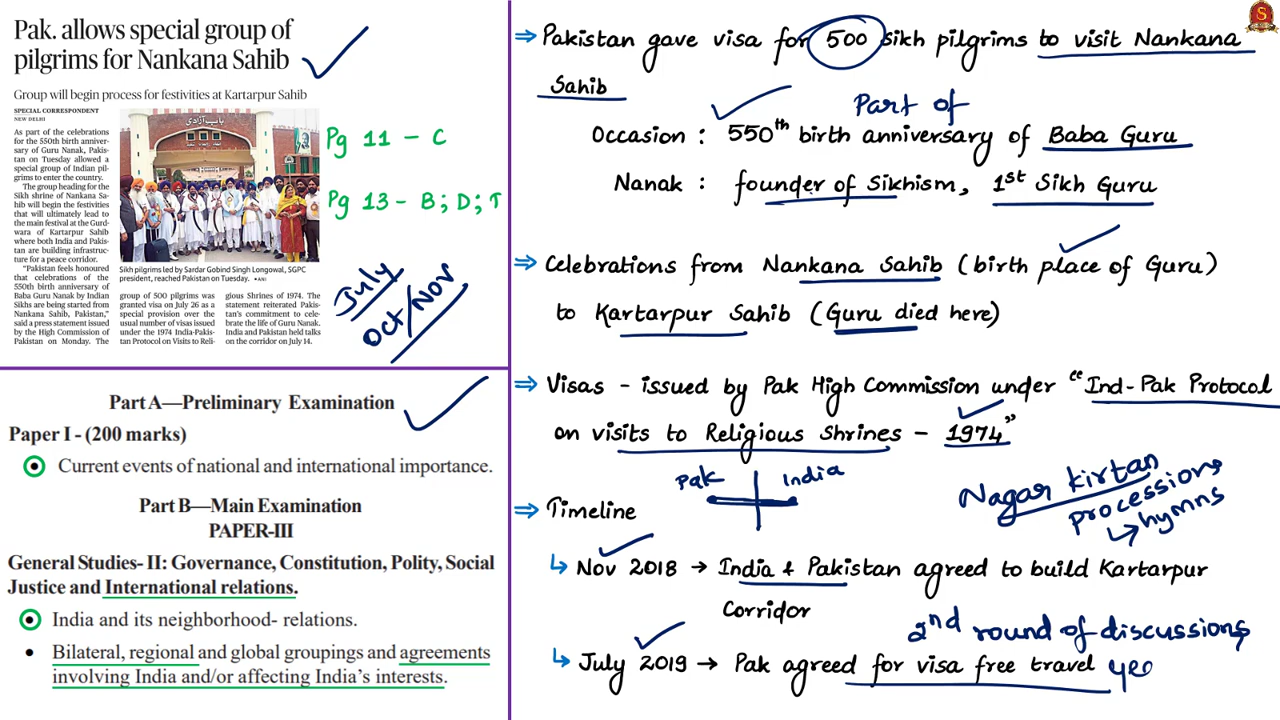 Pak. allows special group of
pilgrims for Nankana Sahib
Group will begin process for festivities at Kartarpur Sahib
SPECIAL CORRESPONDENT
NEW DELHI
As part of the celebrations
for the 550th birth anniver-
sary of Guru Nanak, Pakis-
tan on Tuesday allowed a
special group of Indian pil-
grims to enter the country.
The group heading for the
Sikh shrine of Nankana Sa-
hib will begin the festivities
that will ultimately lead to
the main festival at the Gurd-
wara of Kartarpur Sahib
where both India and Pakis-
tan are building infrastruc-
ture for a peace corridor.
"Pakistan feels honoured
that celebrations of the
550th birth anniversary of
Baba Guru Nanak by Indian
Sikhs are being started from
Nankana Sahib, Pakistan,"
said a press statement issued
by the High Commission of
Pakistan on Monday. The
باب آزادی
Sikh pilgrims led by Sardar Gobind Singh Longowal, SGPC
president, reached Pakistan on Tuesday. • ANI
group of 500 pilgrims was
granted visa on July 26 as a
special provision over the
usual number of visas issued
under the 1974 India-Pakis-
tan Protocol on Visits to Reli-
gious Shrines of 1974. The
statement reiterated Pakis-
tan's commitment to cele-
brate the life of Guru Nanak.
India and Pakistan held talks
on the corridor on July 14.
Pg 11 - C
Pg 13 - B; D; T
July
Oct/Nov
Part A—Preliminary Examination
Paper I - (200 marks)
Current events of national and international importance.
Part B—Main Examination
PAPER-III
General Studies- II: Governance, Constitution, Polity, Social
Justice and International relations.
India and its neighborhood- relations.
• Bilateral, regional and global groupings and agreements
involving India and/or affecting India's interests.
⇒ Pakistan gave visa for 500 sikh pilgrims to visit Nankana
Sahib
Part of
Occasion : 550th birth anniversary of Baba Guru
Nanak : founder of Sikhism, 1st Sikh Guru
⇒ Celebrations from Nankana Sahib (birth place of Guru)
to Kartarpur Sahib (Guru died here)
⇒ Visas - issued by Pak High Commission under "Ind-Pak Protocol
on visits to Religious Shrines - 1974"
Pak India
Nagar kirtan
processions
↳ hymns
⇒ Timeline
↳ Nov 2018 → India & Pakistan agreed to build Kartarpur
Corridor
2nd round of discussions
↳ July 2019 → Pak agreed for visa free travel yeo